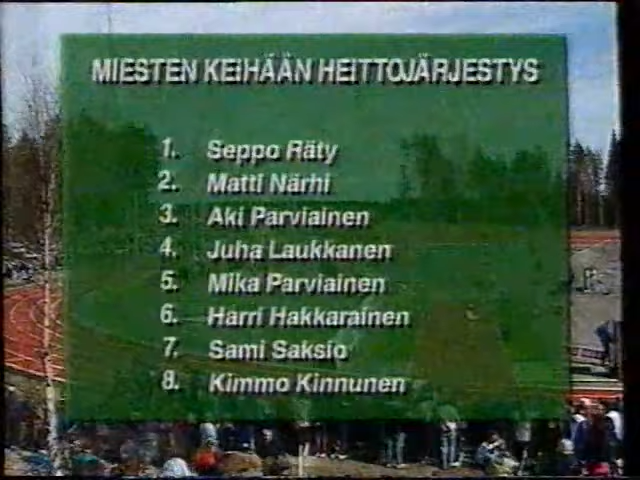 MIESTEN KEIHÄÄN HEITTOJÄRJESTYS
1. Seppo Räty
2. Matti Närhi
3. Aki Parviainen
4. Juha Laukkanen
5. Mika Parviainen
6. Harri Hakkarainen
7. Sami Saksio
8. Kimmo Kinnunen